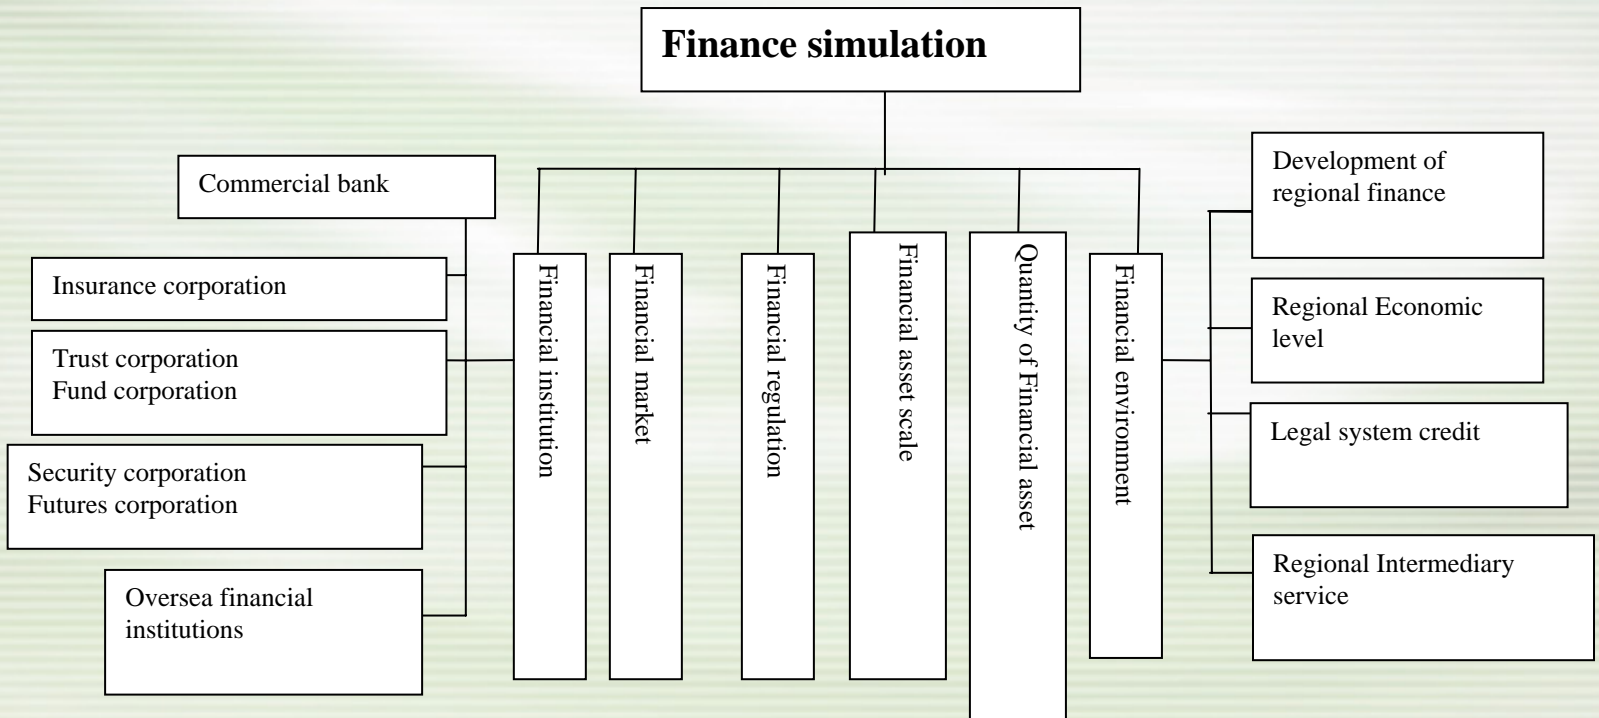 Finance simulation
Commercial bank
Insurance corporation
Trust corporation
Fund corporation
Security corporation
Futures corporation
Oversea financial
institutions
Financial institution
Financial market
Financial regulation
Financial asset scale
Quantity of Financial asset
Financial environment
Development of
regional finance
Regional Economic
level
Legal system credit
Regional Intermediary
service